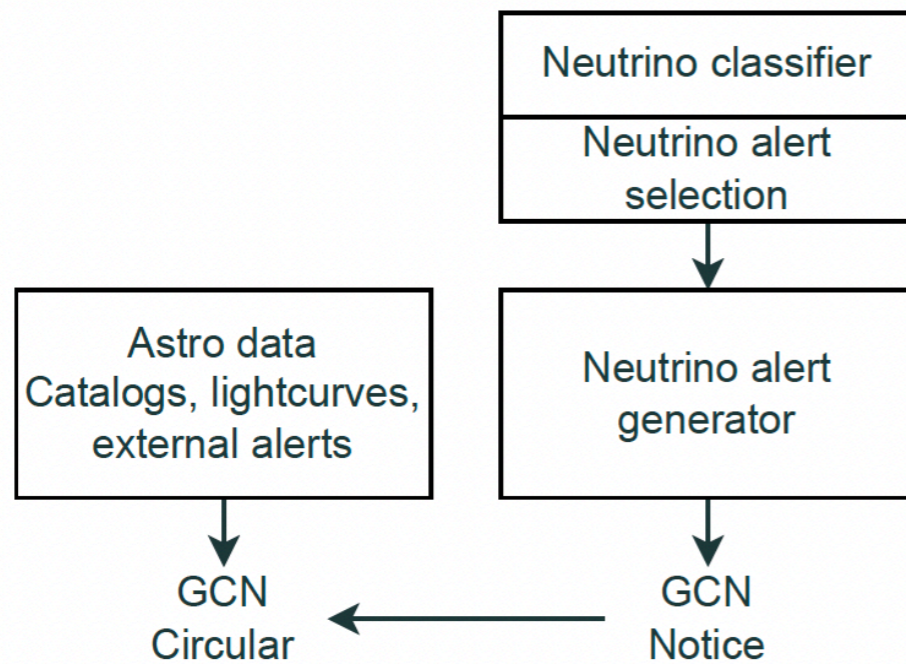 Neutrino classifier
Neutrino alert
selection
Astro data
Catalogs, lightcurves,
external alerts
Neutrino alert
generator
GCN
Circular
GCN
Notice